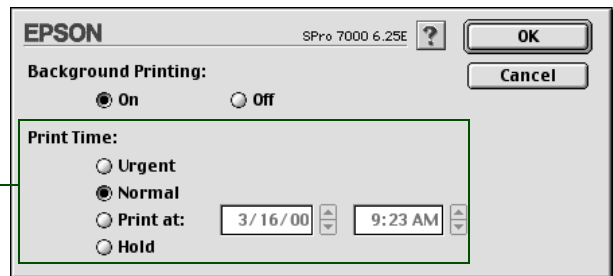 EPSON SPro 7000 6.25E ? OK
Background Printing: Cancel
On Off
Print Time:
Urgent
Normal
Print at: 3/16/00 9:23 AM
Hold